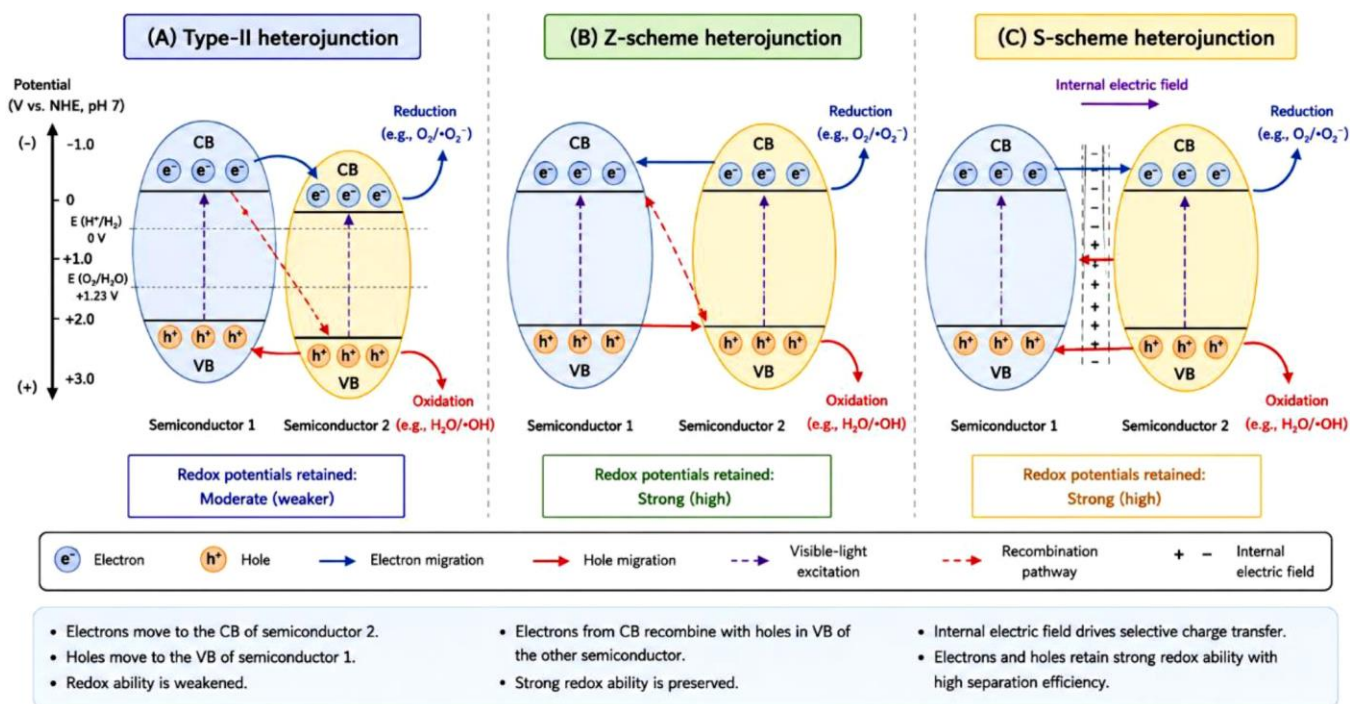 (A) Type-II heterojunction
(B) Z-scheme heterojunction
(C) S-scheme heterojunction
Potential
(V vs. NHE, pH 7)
(-)
-1.0
0
E (H⁺/H₂)
0 V
+1.0
E (O₂/H₂O)
+1.23 V
+2.0
+3.0
(+)
CB
e⁻ e⁻ e⁻
h⁺ h⁺ h⁺
VB
CB
e⁻ e⁻ e⁻
h⁺ h⁺ h⁺
VB
Reduction
(e.g., O₂/•O₂⁻)
Oxidation
(e.g., H₂O/•OH)
Semiconductor 1
Semiconductor 2
Redox potentials retained:
Moderate (weaker)
CB
e⁻ e⁻ e⁻
h⁺ h⁺ h⁺
VB
CB
e⁻ e⁻ e⁻
h⁺ h⁺ h⁺
VB
Reduction
(e.g., O₂/•O₂⁻)
Oxidation
(e.g., H₂O/•OH)
Semiconductor 1
Semiconductor 2
Redox potentials retained:
Strong (high)
Internal electric field
CB
e⁻ e⁻ e⁻
h⁺ h⁺ h⁺
VB
-
-
-
-
-
+
+
+
+
+
+
-
CB
e⁻ e⁻ e⁻
h⁺ h⁺ h⁺
VB
Reduction
(e.g., O₂/•O₂⁻)
Oxidation
(e.g., H₂O/•OH)
Semiconductor 1
Semiconductor 2
Redox potentials retained:
Strong (high)
e⁻ Electron
h⁺ Hole
Electron migration
Hole migration
Visible-light
excitation
Recombination
pathway
+ − Internal
electric field
• Electrons move to the CB of semiconductor 2.
• Holes move to the VB of semiconductor 1.
• Redox ability is weakened.
• Electrons from CB recombine with holes in VB of
the other semiconductor.
• Strong redox ability is preserved.
• Internal electric field drives selective charge transfer.
• Electrons and holes retain strong redox ability with
high separation efficiency.